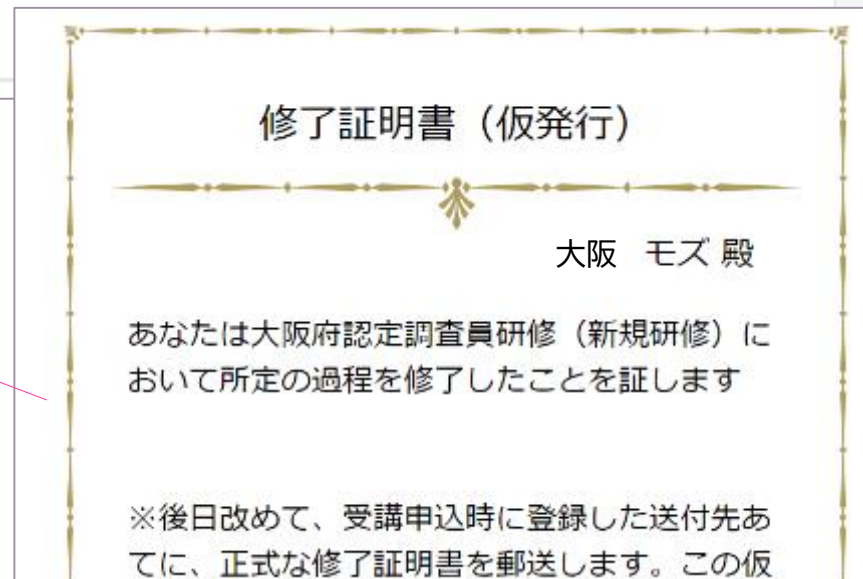 修了証明書（仮発行）
大阪　モズ 殿
あなたは大阪府認定調査員研修（新規研修）に
おいて所定の過程を修了したことを証します
※後日改めて、受講申込時に登録した送付先あ
てに、正式な修了証明書を郵送します。この仮